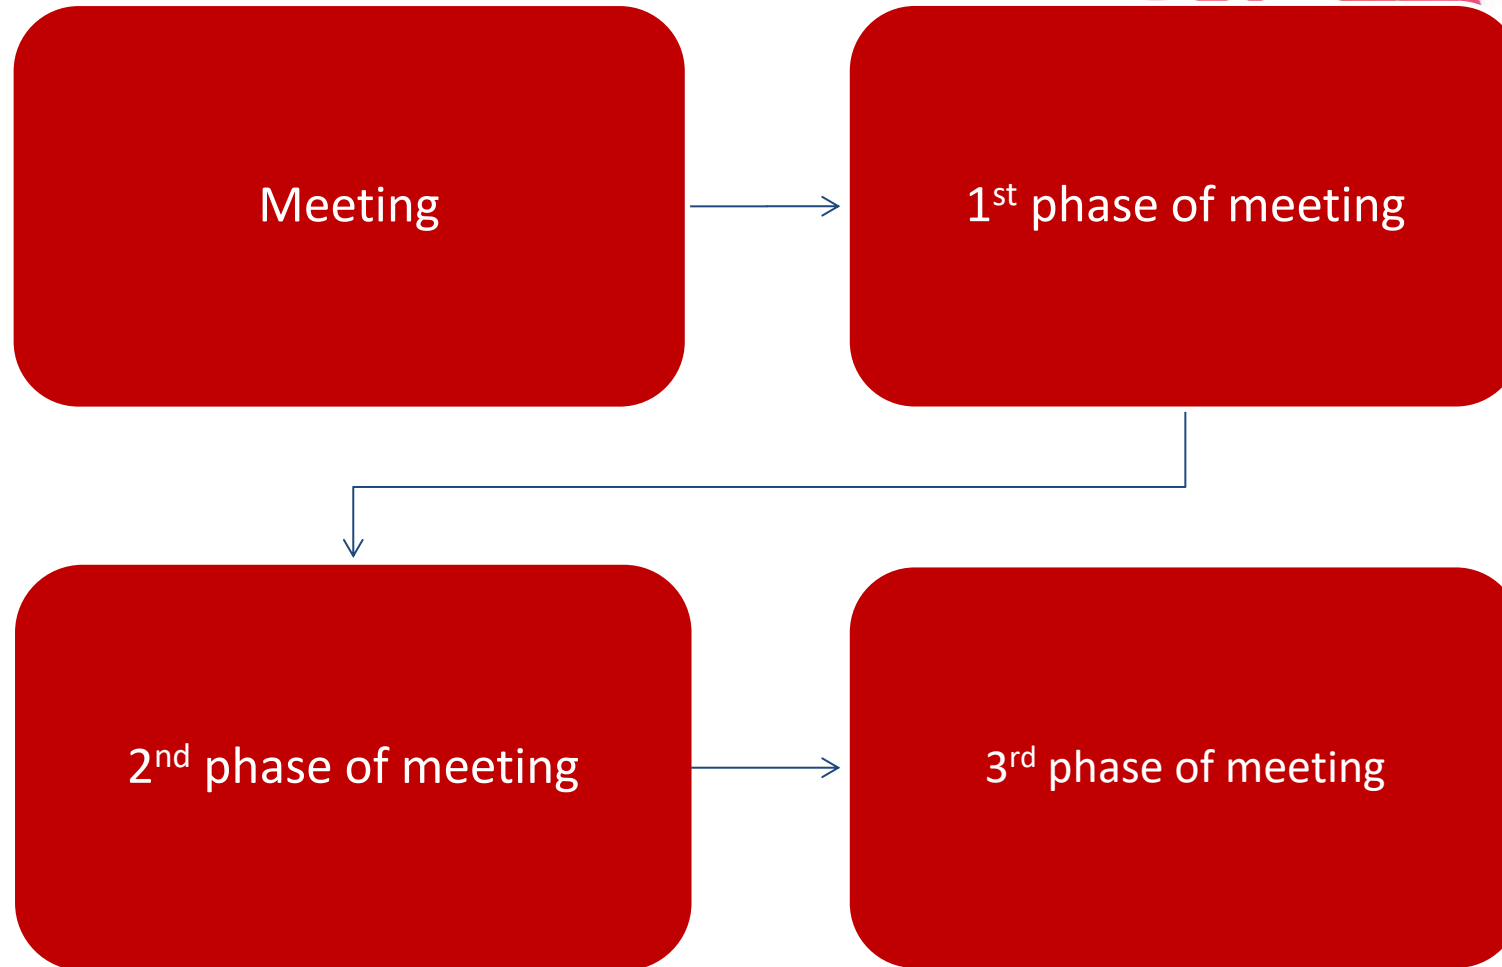 Meeting
1st phase of meeting
2nd phase of meeting
3rd phase of meeting